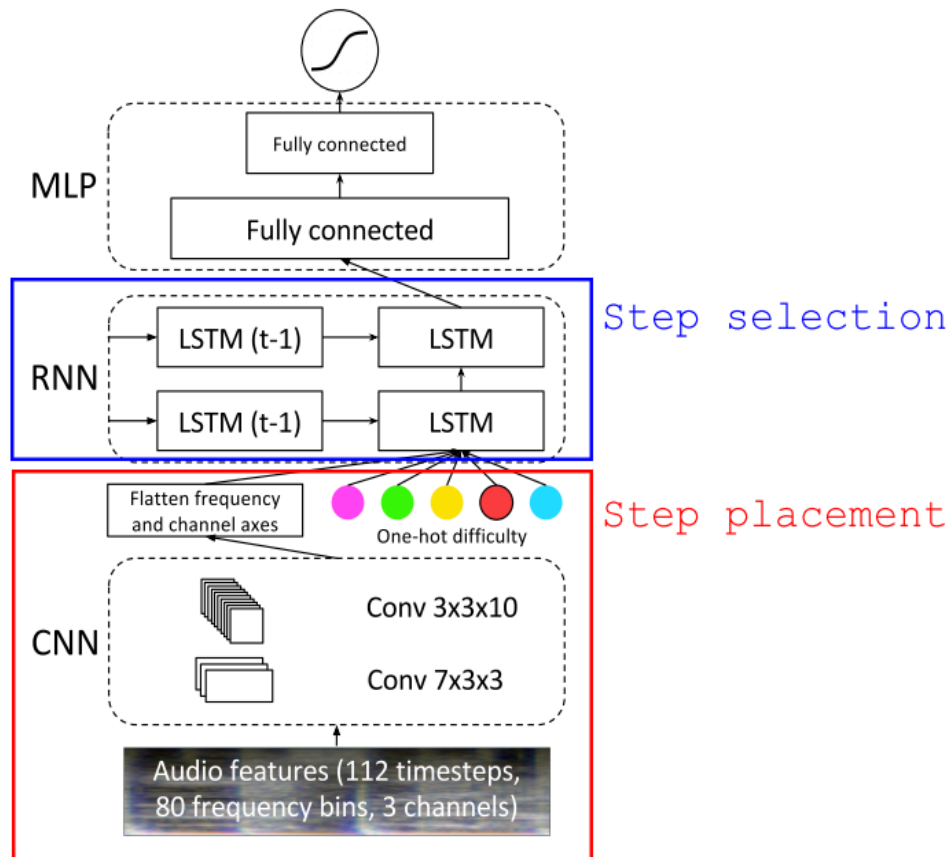 Fully connected
MLP
Fully connected
Step selection
LSTM (t-1)
LSTM
RNN
LSTM (t-1)
LSTM
Flatten frequency
and channel axes
Step placement
One-hot difficulty
Conv 3x3x10
CNN
Conv 7x3x3
Audio features (112 timesteps,
80 frequency bins, 3 channels)